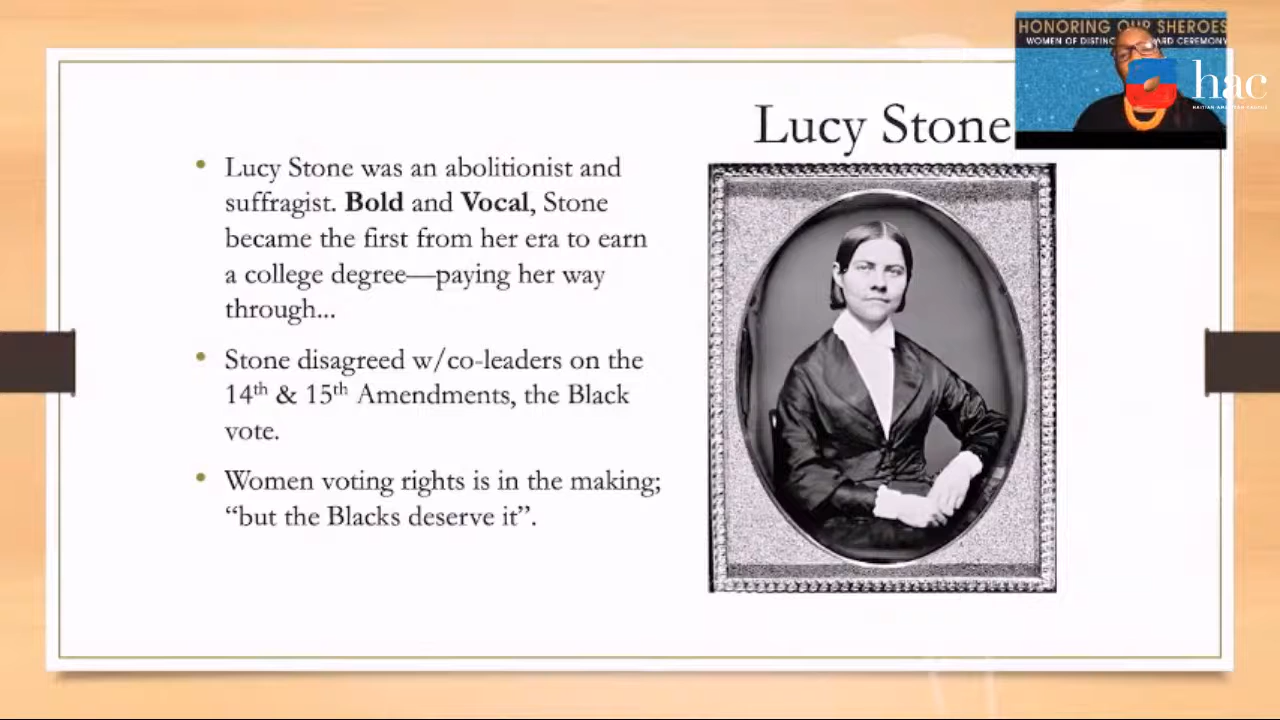 HONORING OUR SHEROES
WOMEN OF DISTINC ARD CEREMONY
hac
HAITIAN AMERICAN CAUCUS
Lucy Stone
• Lucy Stone was an abolitionist and
suffragist. Bold and Vocal, Stone
became the first from her era to earn
a college degree—paying her way
through...
• Stone disagreed w/co-leaders on the
14th & 15th Amendments, the Black
vote.
• Women voting rights is in the making;
“but the Blacks deserve it”.